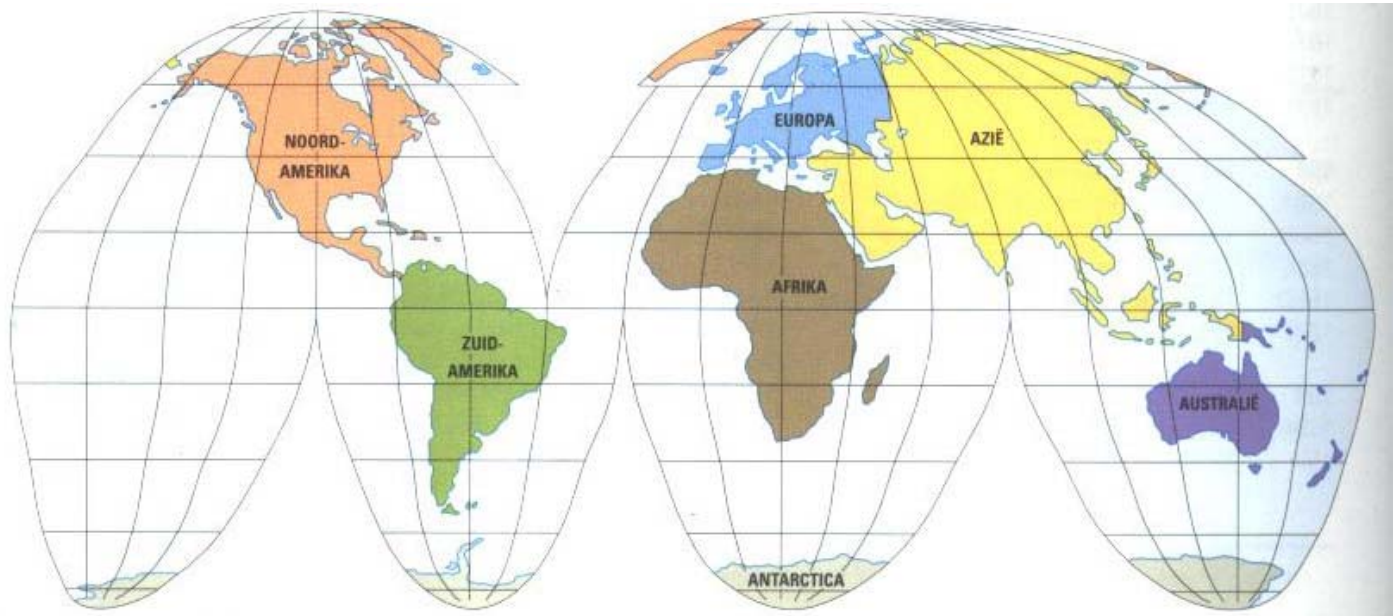 NOORD-
AMERIKA
EUROPA
AZIË
AFRIKA
ZUID-
AMERIKA
AUSTRALIË
ANTARCTICA